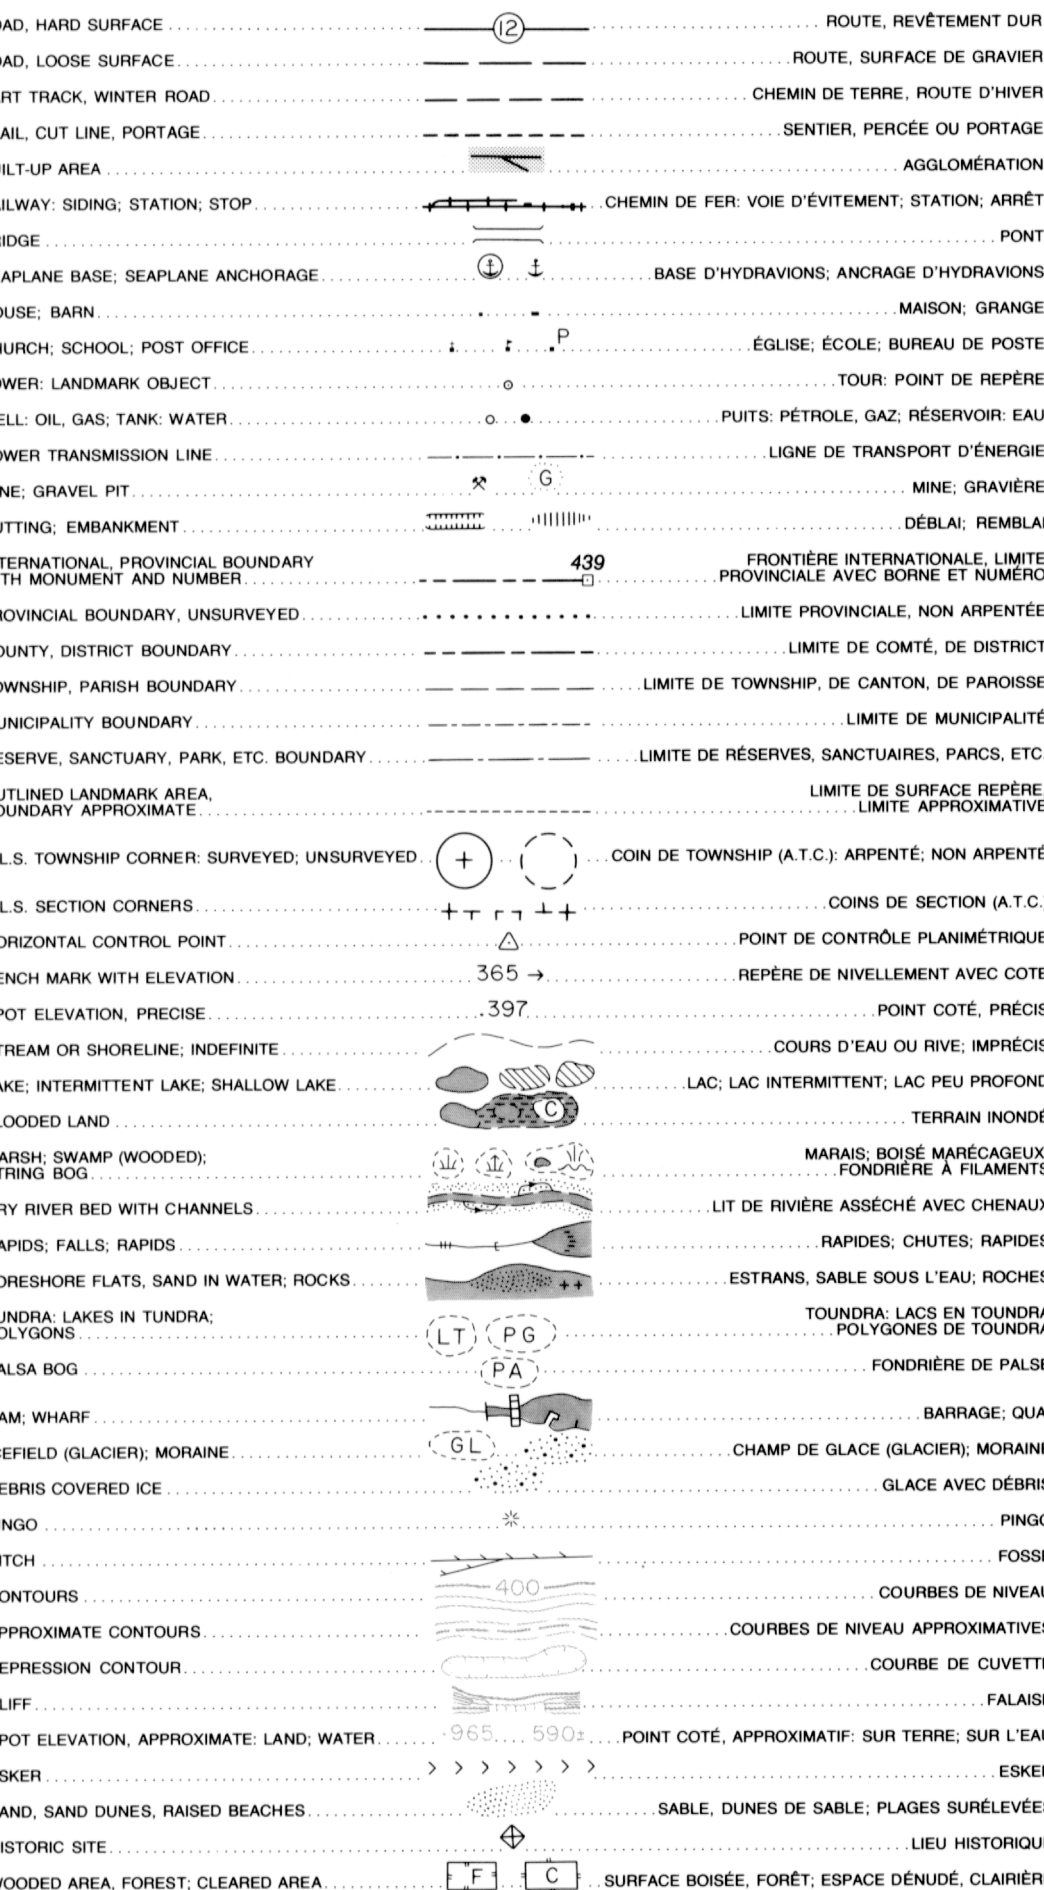 OAD, HARD SURFACE 12 ROUTE, REVÊTEMENT DUR
OAD, LOOSE SURFACE ROUTE, SURFACE DE GRAVIER
RT TRACK, WINTER ROAD CHEMIN DE TERRE, ROUTE D'HIVER
AIL, CUT LINE, PORTAGE SENTIER, PERCÉE OU PORTAGE
ILT-UP AREA AGGLOMÉRATION
ILWAY: SIDING; STATION; STOP CHEMIN DE FER: VOIE D'ÉVITEMENT; STATION; ARRÊT
IDGE PONT
APLANE BASE; SEAPLANE ANCHORAGE BASE D'HYDRAVIONS; ANCRAGE D'HYDRAVIONS
OUSE; BARN MAISON; GRANGE
HURCH; SCHOOL; POST OFFICE P ÉGLISE; ÉCOLE; BUREAU DE POSTE
OWER: LANDMARK OBJECT TOUR: POINT DE REPÈRE
ELL: OIL, GAS; TANK: WATER PUITS: PÉTROLE, GAZ; RÉSERVOIR: EAU
OWER TRANSMISSION LINE LIGNE DE TRANSPORT D'ÉNERGIE
NE; GRAVEL PIT G MINE; GRAVIÈRE
UTTING; EMBANKMENT DÉBLAI; REMBLAI
TERNATIONAL, PROVINCIAL BOUNDARY 439 FRONTIÈRE INTERNATIONALE, LIMITE
TH MONUMENT AND NUMBER PROVINCIALE AVEC BORNE ET NUMÉRO
ROVINCIAL BOUNDARY, UNSURVEYED LIMITE PROVINCIALE, NON ARPENTÉE
OUNTY, DISTRICT BOUNDARY LIMITE DE COMTÉ, DE DISTRICT
OWNSHIP, PARISH BOUNDARY LIMITE DE TOWNSHIP, DE CANTON, DE PAROISSE
UNICIPALITY BOUNDARY LIMITE DE MUNICIPALITÉ
ESERVE, SANCTUARY, PARK, ETC. BOUNDARY LIMITE DE RÉSERVES, SANCTUAIRES, PARCS, ETC.
UTLINED LANDMARK AREA, LIMITE DE SURFACE REPÈRE,
OUNDARY APPROXIMATE LIMITE APPROXIMATIVE
L.S. TOWNSHIP CORNER: SURVEYED; UNSURVEYED COIN DE TOWNSHIP (A.T.C.): ARPENTÉ; NON ARPENTÉ
L.S. SECTION CORNERS COINS DE SECTION (A.T.C.)
ORIZONTAL CONTROL POINT POINT DE CONTRÔLE PLANIMÉTRIQUE
ENCH MARK WITH ELEVATION 365 → REPÈRE DE NIVELLEMENT AVEC COTE
POT ELEVATION, PRECISE .397 POINT COTÉ, PRÉCIS
TREAM OR SHORELINE; INDEFINITE COURS D'EAU OU RIVE; IMPRÉCIS
AKE; INTERMITTENT LAKE; SHALLOW LAKE LAC; LAC INTERMITTENT; LAC PEU PROFOND
LOODED LAND C TERRAIN INONDÉ
ARSH; SWAMP (WOODED); MARAIS; BOISÉ MARÉCAGEUX
TRING BOG FONDRIÈRE À FILAMENTS
RY RIVER BED WITH CHANNELS LIT DE RIVIÈRE ASSÉCHÉ AVEC CHENAUX
APIDS; FALLS; RAPIDS RAPIDES; CHUTES; RAPIDES
ORESHORE FLATS, SAND IN WATER; ROCKS ESTRANS, SABLE SOUS L'EAU; ROCHES
UNDRA: LAKES IN TUNDRA; TOUNDRA: LACS EN TOUNDRA
OLYGONS LT PG POLYGONES DE TOUNDRA
ALSA BOG PA FONDRIÈRE DE PALSE
AM; WHARF BARRAGE; QUA
CEFIELD (GLACIER); MORAINE GL CHAMP DE GLACE (GLACIER); MORAINE
EBRIS COVERED ICE GLACE AVEC DÉBRIS
INGO PINGO
ITCH FOSSÉ
ONTOURS 400 COURBES DE NIVEAU
PPROXIMATE CONTOURS COURBES DE NIVEAU APPROXIMATIVES
EPRESSION CONTOUR COURBE DE CUVETTE
LIFF FALAISE
POT ELEVATION, APPROXIMATE: LAND; WATER .965 590± POINT COTÉ, APPROXIMATIF: SUR TERRE; SUR L'EAU
SKER ESKER
AND, SAND DUNES, RAISED BEACHES SABLE, DUNES DE SABLE; PLAGES SURÉLEVÉES
ISTORIC SITE LIEU HISTORIQUE
WOODED AREA, FOREST; CLEARED AREA F C SURFACE BOISÉE, FORÊT; ESPACE DÉNUDÉ, CLAIRIÈRE